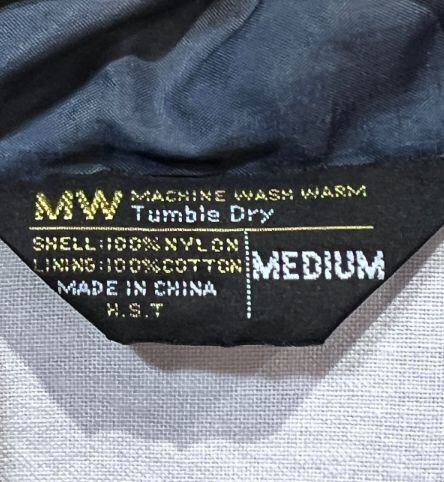 MW MACHINE WASH WARM
Tumble Dry
SHELL:100%NYLON
LINING:100%COTTON
MEDIUM
MADE IN CHINA
H.S.T